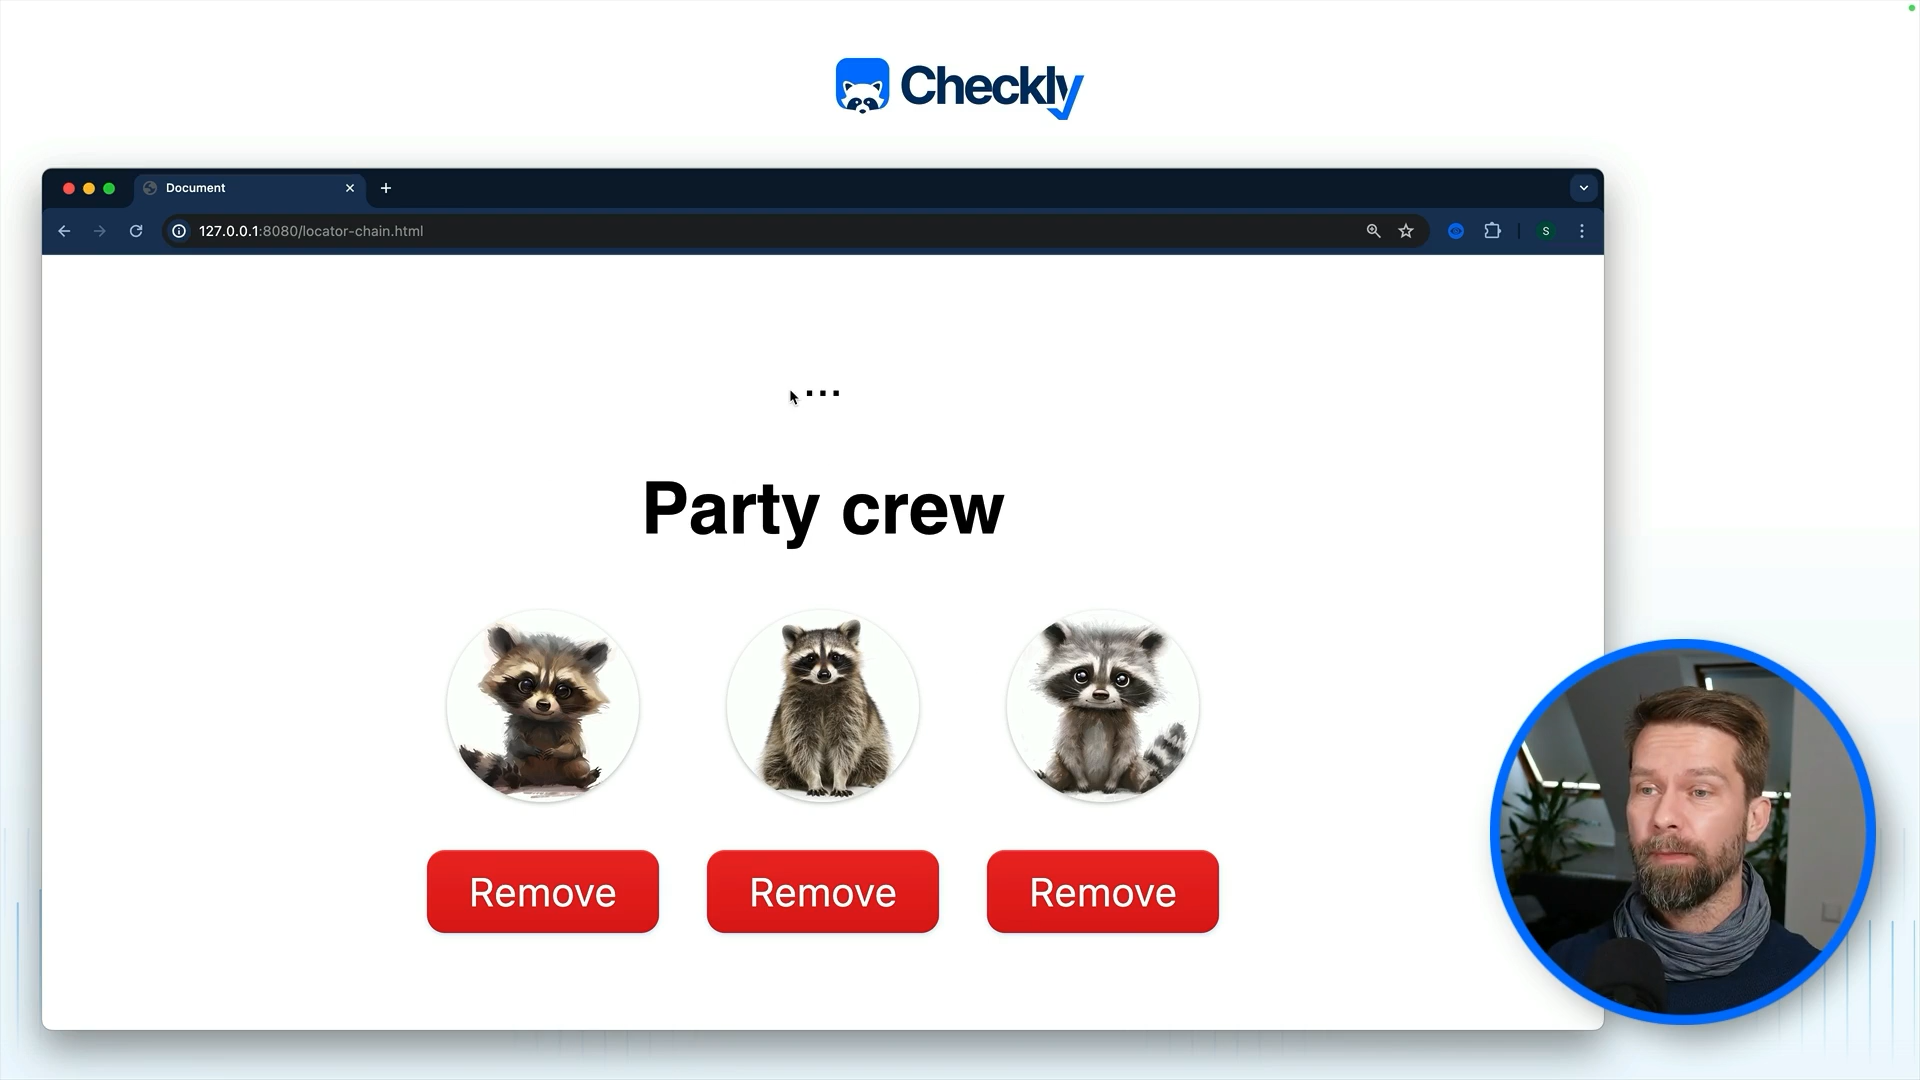 Checkly
Document
127.0.0.1:8080/locator-chain.html
S
...
Party crew
Remove Remove Remove